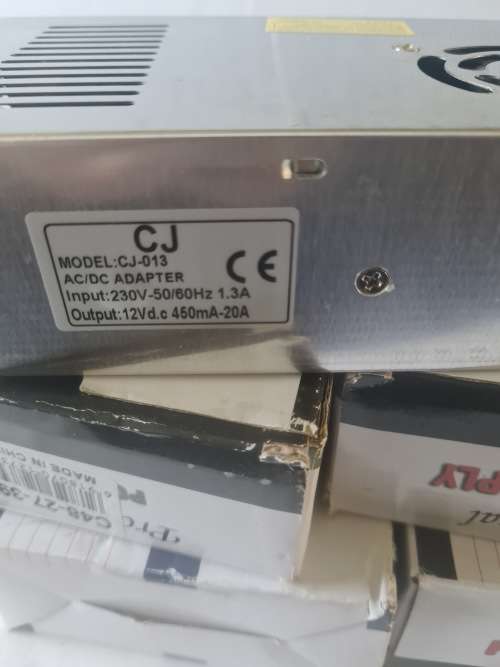 CJ
MODEL:CJ-013
AC/DC ADAPTER
Input:230V-50/60Hz 1.3A
Output:12Vd.c 450mA-20A
CE
PLY
MADE IN CHI